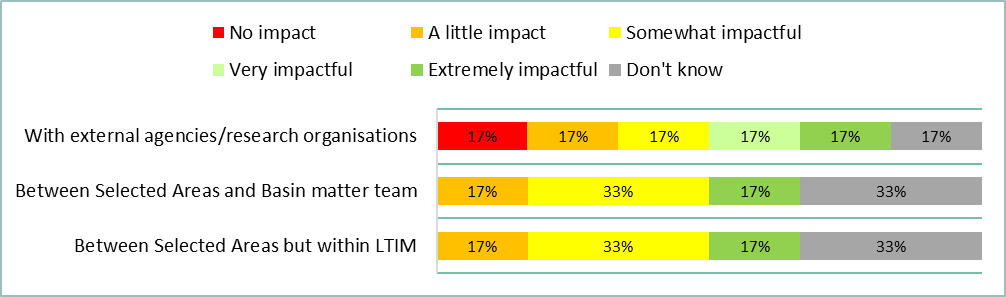 No impact A little impact Somewhat impactful
Very impactful Extremely impactful Don't know
With external agencies/research organisations 17% 17% 17% 17% 17% 17%
Between Selected Areas and Basin matter team 17% 33% 17% 33%
Between Selected Areas but within LTIM 17% 33% 17% 33%